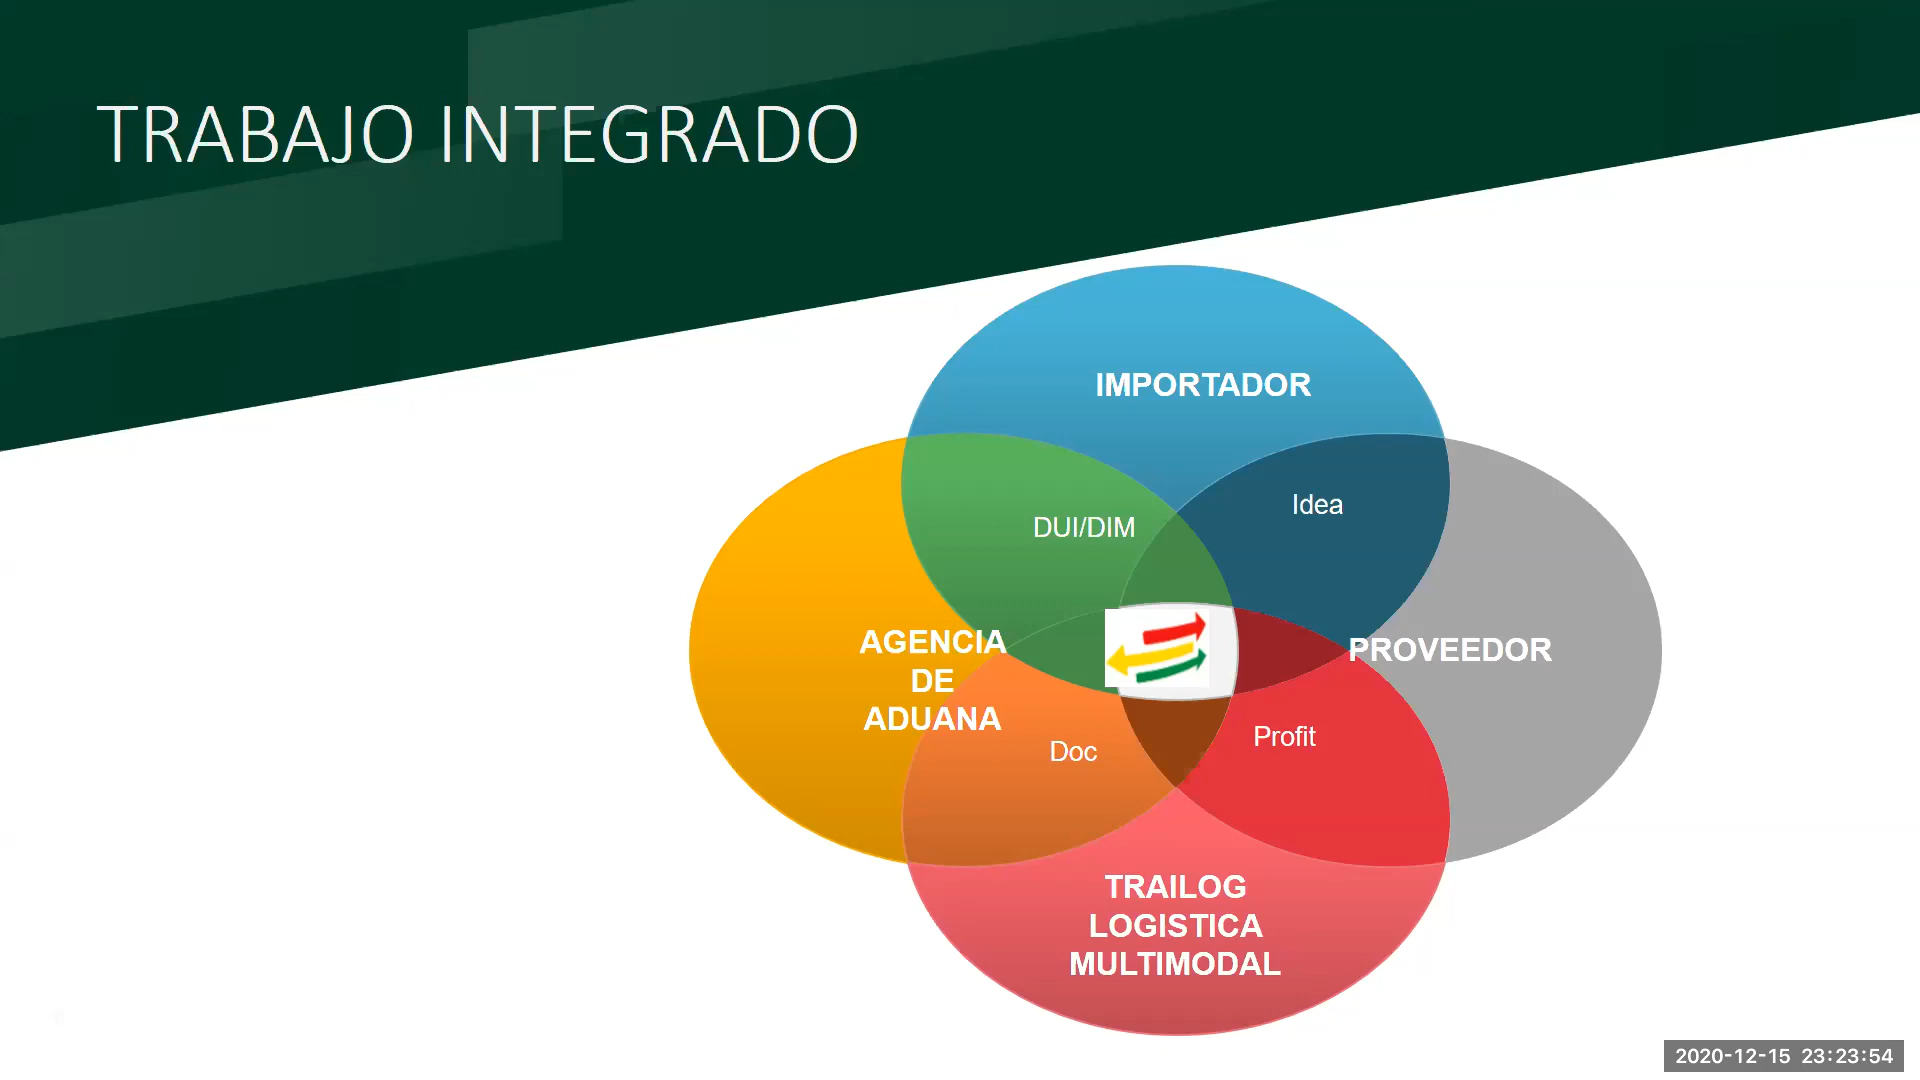 TRABAJO INTEGRADO
IMPORTADOR
Idea
DUI/DIM
AGENCIA
DE
ADUANA
PROVEEDOR
Doc
Profit
TRAILOG
LOGISTICA
MULTIMODAL
2020-12-15 23:23:54